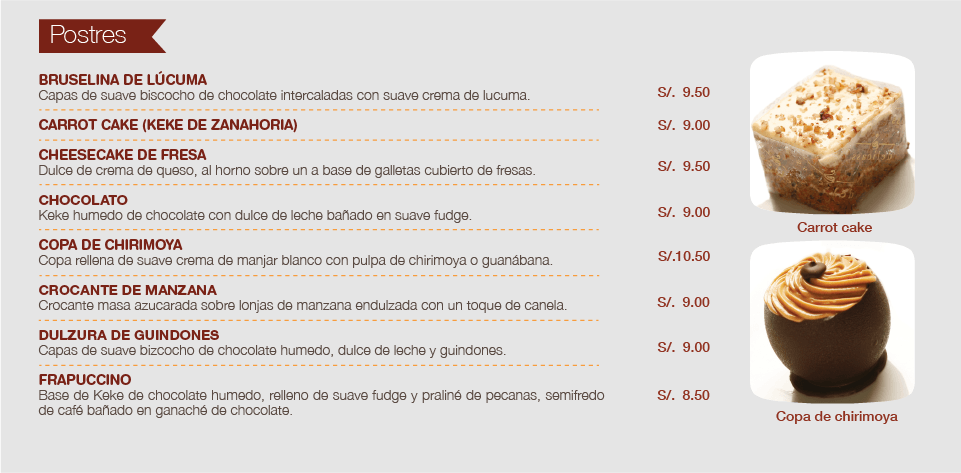 Postres
BRUSELINA DE LÚCUMA
Capas de suave biscocho de chocolate intercaladas con suave crema de lucuma.
S/. 9.50
CARROT CAKE (KEKE DE ZANAHORIA)
S/. 9.00
CHEESECAKE DE FRESA
Dulce de crema de queso, al horno sobre un a base de galletas cubierto de fresas.
S/. 9.50
CHOCOLATO
Keke humedo de chocolate con dulce de leche bañado en suave fudge.
S/. 9.00
COPA DE CHIRIMOYA
Copa rellena de suave crema de manjar blanco con pulpa de chirimoya o guanábana.
S/.10.50
CROCANTE DE MANZANA
Crocante masa azucarada sobre lonjas de manzana endulzada con un toque de canela.
S/. 9.00
DULZURA DE GUINDONES
Capas de suave bizcocho de chocolate humedo, dulce de leche y guindones.
S/. 9.00
FRAPUCCINO
Base de Keke de chocolate humedo, relleno de suave fudge y praliné de pecanas, semifredo
de café bañado en ganaché de chocolate.
S/. 8.50
Carrot cake
Copa de chirimoya